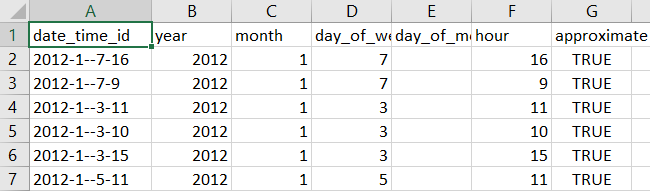 A B C D E F G
1 date_time_id year month day_of_we day_of_mo hour approximate
2 2012-1--7-16 2012 1 7 16 TRUE
3 2012-1--7-9 2012 1 7 9 TRUE
4 2012-1--3-11 2012 1 3 11 TRUE
5 2012-1--3-10 2012 1 3 10 TRUE
6 2012-1--3-15 2012 1 3 15 TRUE
7 2012-1--5-11 2012 1 5 11 TRUE